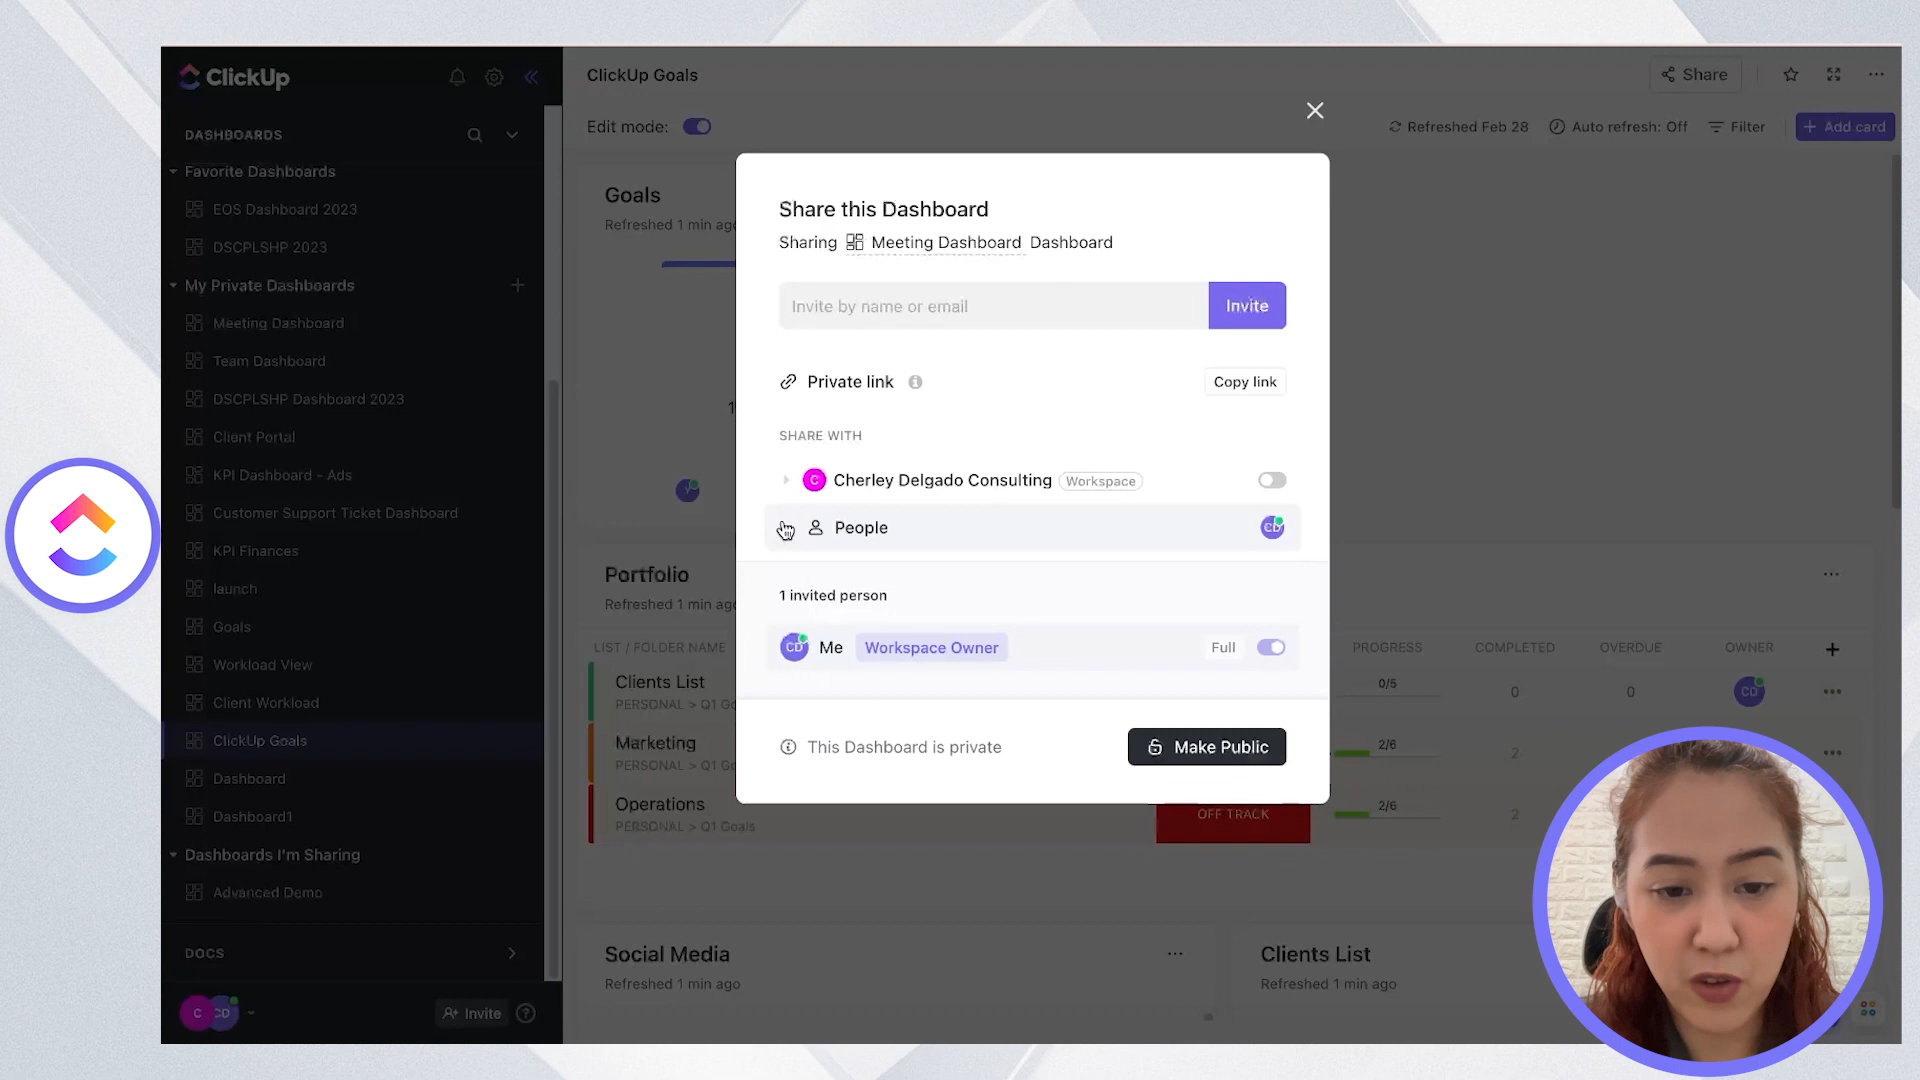 ClickUp
DASHBOARDS
Favorite Dashboards
EOS Dashboard 2023
DSCPLSHP 2023
My Private Dashboards
Meeting Dashboard
Team Dashboard
DSCPLSHP Dashboard 2023
Client Portal
KPI Dashboard - Ads
Customer Support Ticket Dashboard
KPI Finances
launch
Goals
Workload View
Client Workload
ClickUp Goals
Dashboard
Dashboard1
Dashboards I'm Sharing
Advanced Demo
DOCS
C CD
Invite
ClickUp Goals
Share
Edit mode:
Refreshed Feb 28
Auto refresh: Off
Filter
+ Add card
Goals
Refreshed 1 min ago
Share this Dashboard
Sharing Meeting Dashboard Dashboard
Invite by name or email
Invite
Private link
Copy link
SHARE WITH
C Cherley Delgado Consulting Workspace
People
CD
1 invited person
CD Me Workspace Owner
Full
This Dashboard is private
Make Public
Portfolio
Refreshed 1 min ago
LIST / FOLDER NAME
PROGRESS
COMPLETED
OVERDUE
OWNER
Clients List
PERSONAL > Q1 Go
0/5
0
0
CD
Marketing
PERSONAL > Q1 Go
2/6
2
Operations
PERSONAL > Q1 Goals
OFF TRACK
2/6
2
Social Media
Refreshed 1 min ago
Clients List
Refreshed 1 min ago